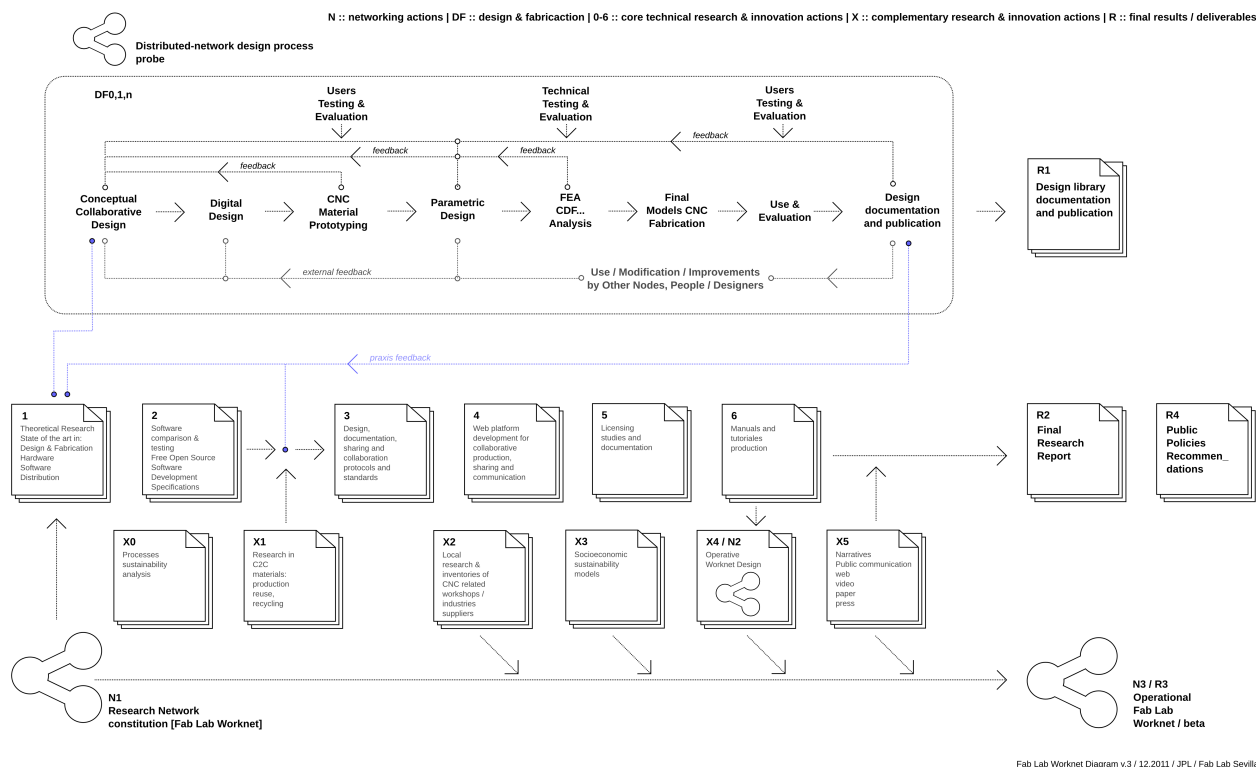 N :: networking actions | DF :: design & fabricaction | 0-6 :: core technical research & innovation actions | X :: complementary research & innovation actions | R :: final results / deliverables
Distributed-network design process
probe
DF0,1,n
Users
Testing &
Evaluation
Technical
Testing &
Evaluation
Users
Testing &
Evaluation
feedback
feedback
feedback
feedback
Conceptual
Collaborative
Design
Digital
Design
CNC
Material
Prototyping
Parametric
Design
FEA
CDF...
Analysis
Final
Models CNC
Fabrication
Use &
Evaluation
Design
documentation
and publication
R1
Design library
documentation
and publication
external feedback
Use / Modification / Improvements
by Other Nodes, People / Designers
praxis feedback
1
Theoretical Research
State of the art in:
Design & Fabrication
Hardware
Software
Distribution
2
Software
comparison &
testing
Free Open Source
Software
Development
Specifications
3
Design,
documentation,
sharing and
collaboration
protocols and
standards
4
Web platform
development for
collaborative
production,
sharing and
communication
5
Licensing
studies and
documentation
6
Manuals and
tutoriales
production
R2
Final
Research
Report
R4
Public
Policies
Recommen_
dations
X0
Processes
sustainability
analysis
X1
Research in
C2C
materials:
production
reuse,
recycling
X2
Local
research &
inventories of
CNC related
workshops /
industries
suppliers
X3
Socioeconomic
sustainability
models
X4 / N2
Operative
Worknet Design
X5
Narratives
Public communication
web
video
paper
press
N1
Research Network
constitution [Fab Lab Worknet]
N3 / R3
Operational
Fab Lab
Worknet / beta
Fab Lab Worknet Diagram v.3 / 12.2011 / JPL / Fab Lab Sevilla